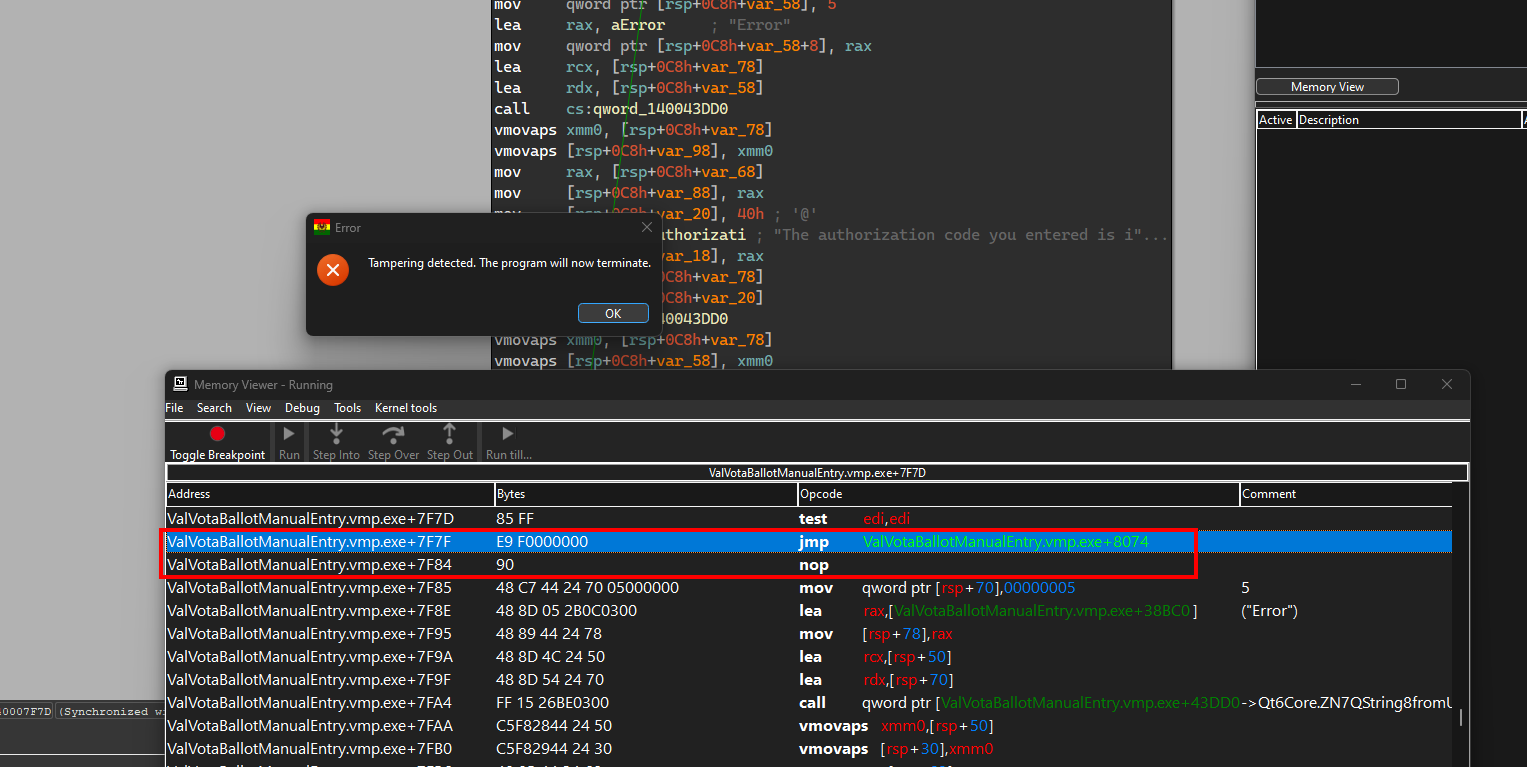 mov qword ptr [rsp+0C8h+var_58], 5
lea rax, aError ; "Error"
mov qword ptr [rsp+0C8h+var_58+8], rax
lea rcx, [rsp+0C8h+var_78]
lea rdx, [rsp+0C8h+var_58]
call cs:qword_140043DD0
vmovaps xmm0, [rsp+0C8h+var_78]
vmovaps [rsp+0C8h+var_98], xmm0
mov rax, [rsp+0C8h+var_68]
mov [rsp+0C8h+var_88], rax
mov [rsp+0C8h+var_20], 40h ; '@'
uthorizati ; "The authorization code you entered is i"...
var_18], rax
var_78]
var_20]
40043DD0
vmovaps xmm0, [rsp+0C8h+var_78]
vmovaps [rsp+0C8h+var_58], xmm0
Memory View
Active Description
Error
Tampering detected. The program will now terminate.
OK
Memory Viewer - Running
File Search View Debug Tools Kernel tools
Toggle Breakpoint Run Step Into Step Over Step Out Run till...
ValVotaBallotManualEntry.vmp.exe+7F7D
Address Bytes Opcode Comment
ValVotaBallotManualEntry.vmp.exe+7F7D 85 FF test edi,edi
ValVotaBallotManualEntry.vmp.exe+7F7F E9 F0000000 jmp ValVotaBallotManualEntry.vmp.exe+8074
ValVotaBallotManualEntry.vmp.exe+7F84 90 nop
ValVotaBallotManualEntry.vmp.exe+7F85 48 C7 44 24 70 05000000 mov qword ptr [rsp+70],00000005 5
ValVotaBallotManualEntry.vmp.exe+7F8E 48 8D 05 2B0C0300 lea rax,[ValVotaBallotManualEntry.vmp.exe+38BC0] ("Error")
ValVotaBallotManualEntry.vmp.exe+7F95 48 89 44 24 78 mov [rsp+78],rax
ValVotaBallotManualEntry.vmp.exe+7F9A 48 8D 4C 24 50 lea rcx,[rsp+50]
ValVotaBallotManualEntry.vmp.exe+7F9F 48 8D 54 24 70 lea rdx,[rsp+70]
ValVotaBallotManualEntry.vmp.exe+7FA4 FF 15 26BE0300 call qword ptr [ValVotaBallotManualEntry.vmp.exe+43DD0->Qt6Core.ZN7QString8fromU
ValVotaBallotManualEntry.vmp.exe+7FAA C5F82844 24 50 vmovaps xmm0,[rsp+50]
ValVotaBallotManualEntry.vmp.exe+7FB0 C5F82944 24 30 vmovaps [rsp+30],xmm0
40007F7D (Synchronized wi